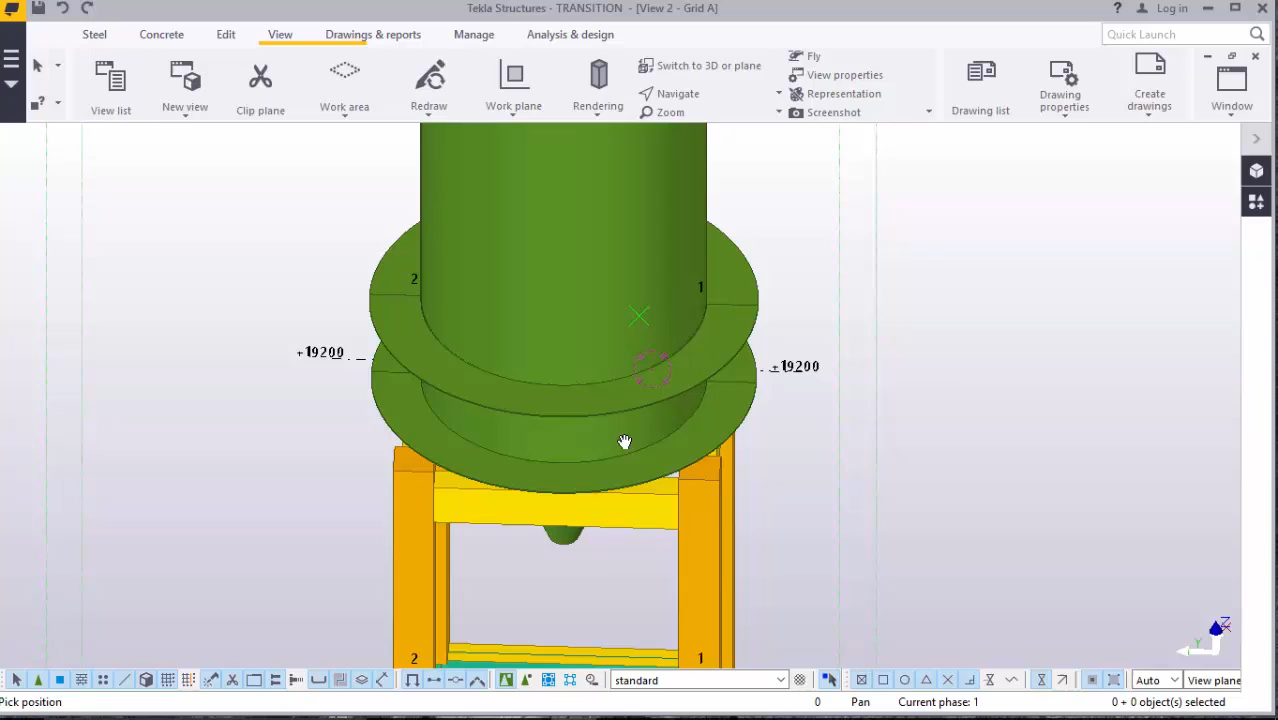 Tekla Structures - TRANSITION - [View 2 - Grid A]
Log in
Steel Concrete Edit View Drawings & reports Manage Analysis & design
Quick Launch
View list
New view
Clip plane
Work area
Redraw
Work plane
Rendering
Switch to 3D or plane
Navigate
Zoom
Fly
View properties
Representation
Screenshot
Drawing list
Drawing properties
Create drawings
Window
2 1
+19200 +19200
2 1
Z
Y
standard
Auto
View plane
Pick position
0
Pan
Current phase: 1
0 + 0 object(s) selected